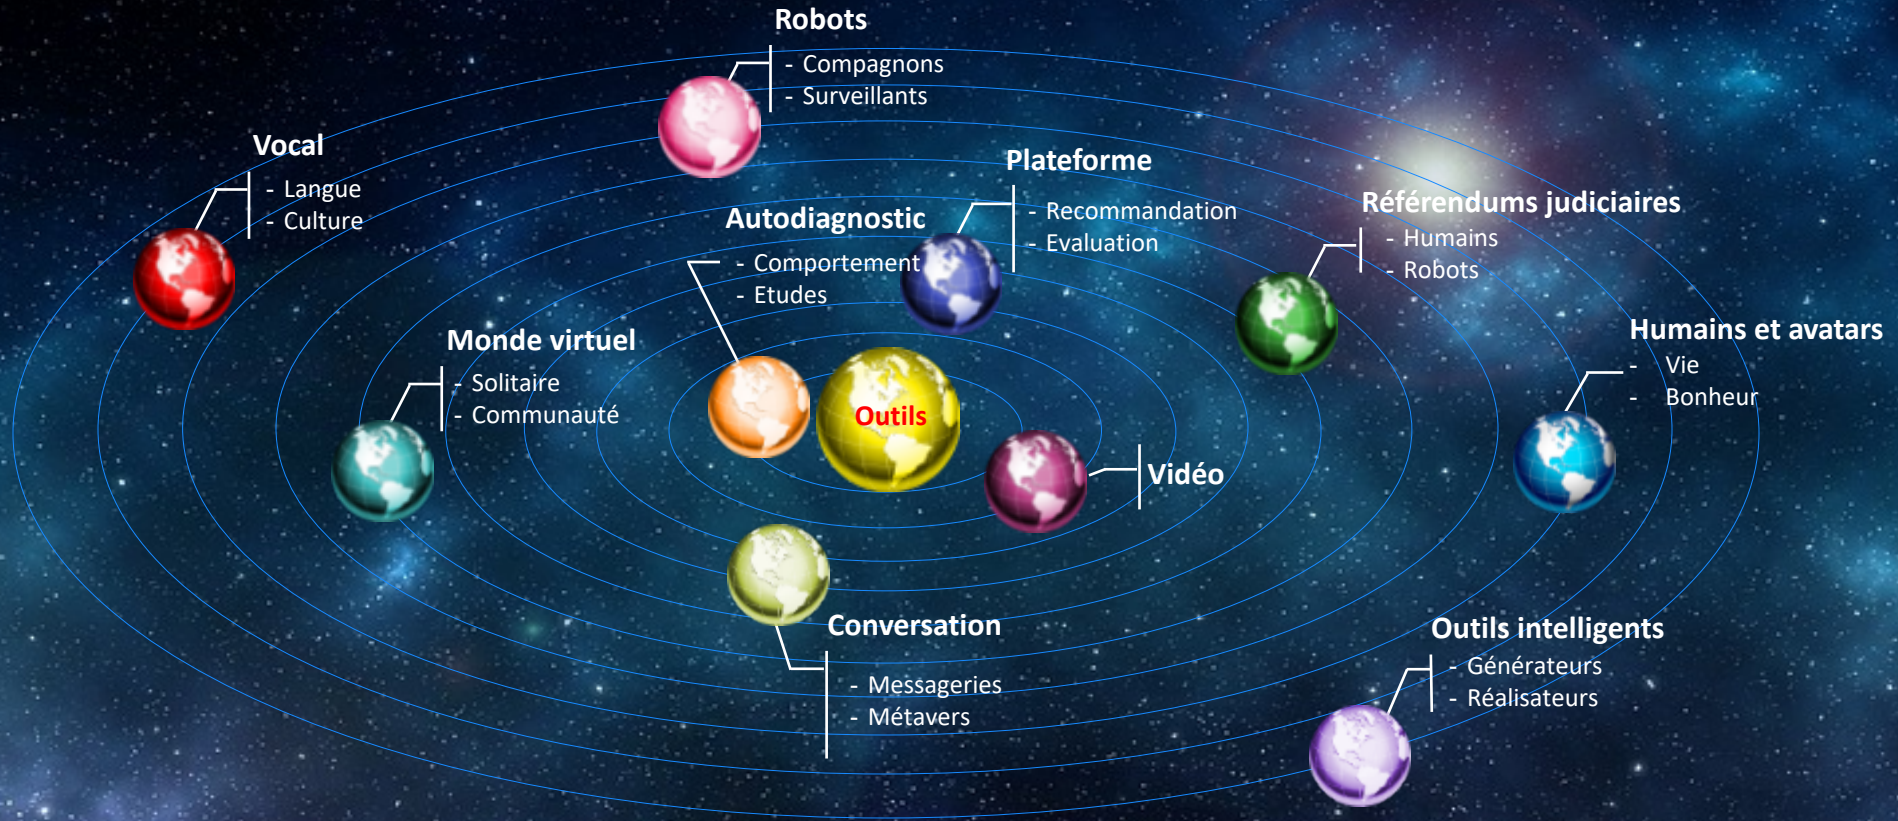 Robots
- Compagnons
- Surveillants
Vocal
- Langue
- Culture
Plateforme
- Recommandation
- Evaluation
Autodiagnostic
- Comportement
- Etudes
Référendums judiciaires
- Humains
- Robots
Monde virtuel
- Solitaire
- Communauté
Humains et avatars
- Vie
- Bonheur
Outils
Vidéo
Conversation
- Messageries
- Métavers
Outils intelligents
- Générateurs
- Réalisateurs